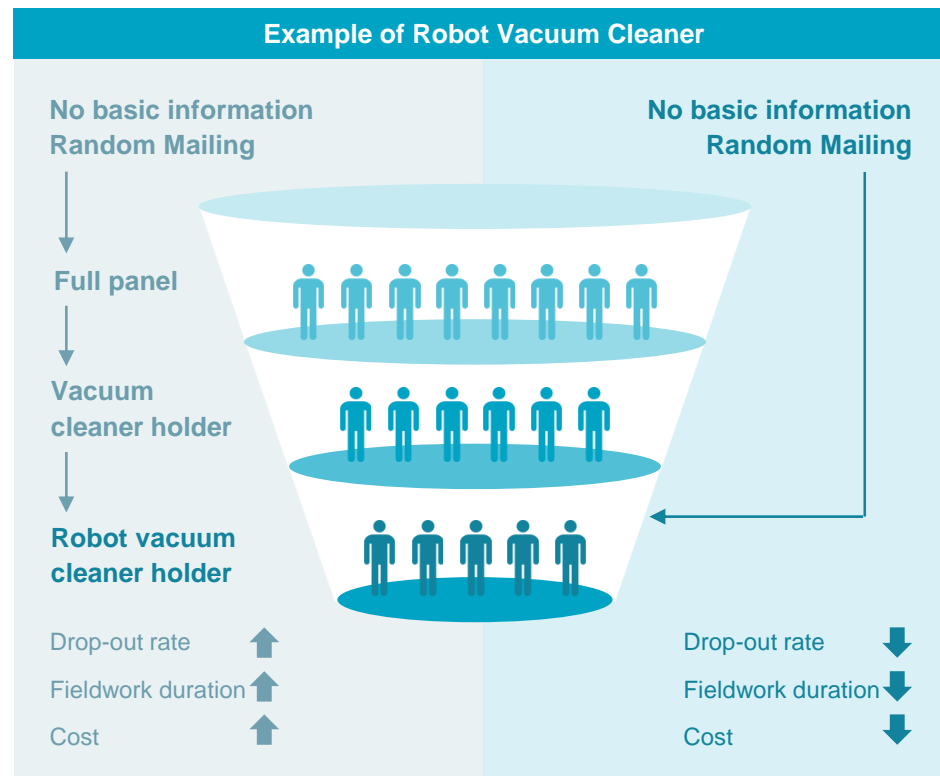 Example of Robot Vacuum Cleaner
No basic information
Random Mailing
Full panel
Vacuum
cleaner holder
Robot vacuum
cleaner holder
Drop-out rate
Fieldwork duration
Cost
No basic information
Random Mailing
Drop-out rate
Fieldwork duration
Cost